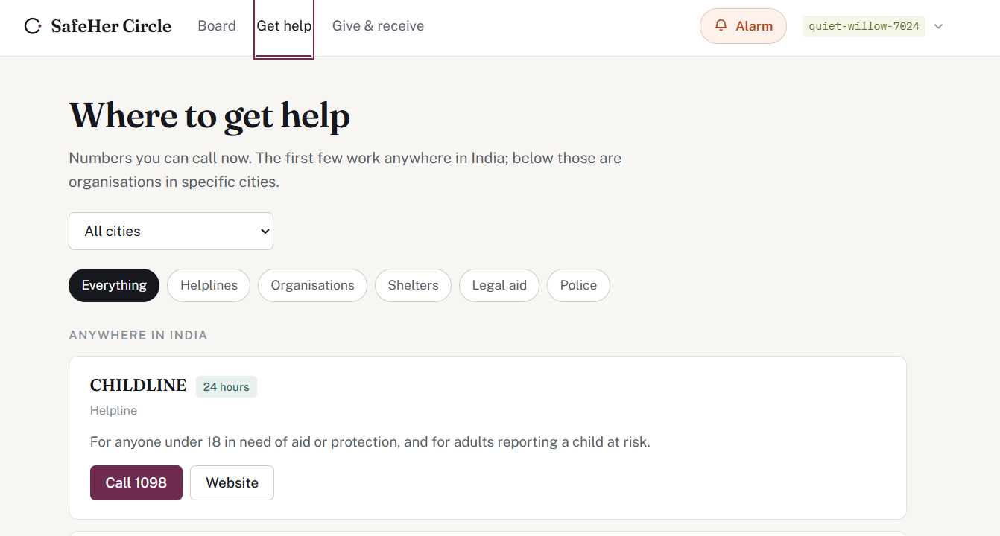 SafeHer Circle
Board
Get help
Give & receive
Alarm
quiet-willow-7024
Where to get help
Numbers you can call now. The first few work anywhere in India; below those are
organisations in specific cities.
All cities
Everything
Helplines
Organisations
Shelters
Legal aid
Police
ANYWHERE IN INDIA
CHILDLINE
24 hours
Helpline
For anyone under 18 in need of aid or protection, and for adults reporting a child at risk.
Call 1098
Website